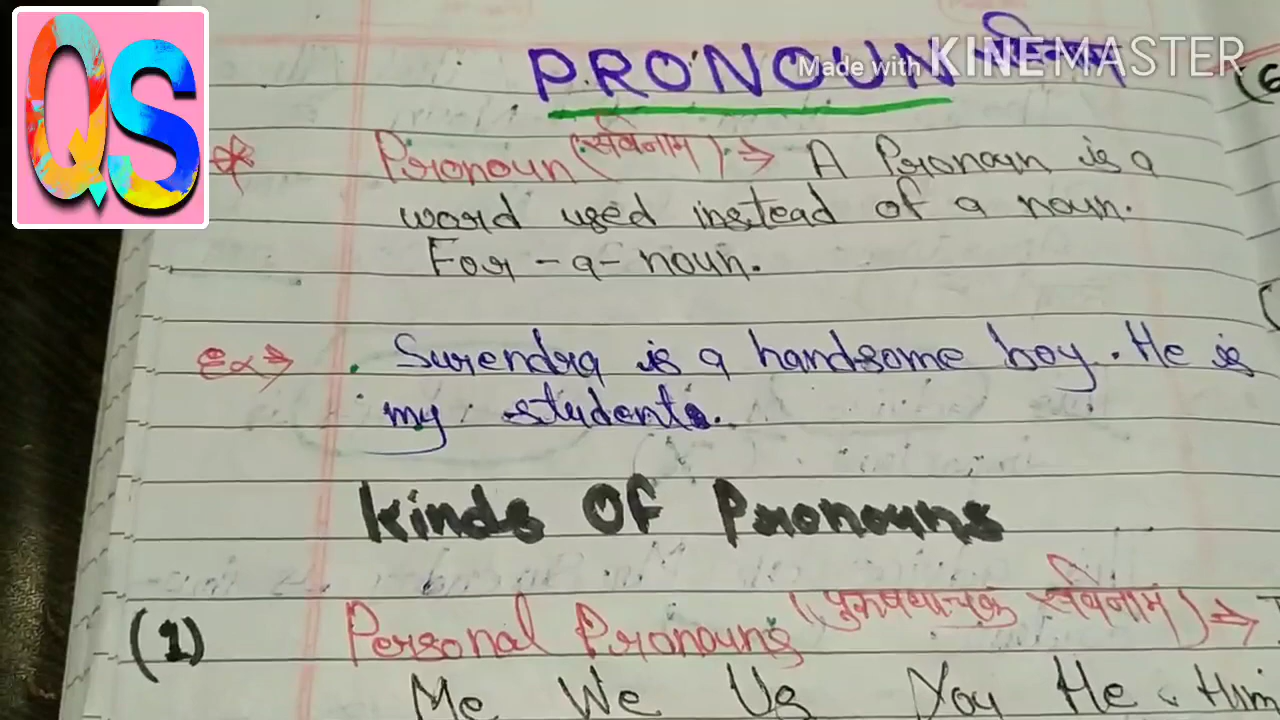 QS
PRONOUN सर्वनाम
Made with KINEMASTER
* Pronoun (सर्वनाम) ⇒ A Pronoun is a
word used instead of a noun.
For-a-noun.
Ex ⇒ . Surendra is a handsome boy. He is
my students.
Kinds Of Pronouns
(1) Personal Pronouns (पुरुषवाचक सर्वनाम) ⇒
Me We Us You He Him